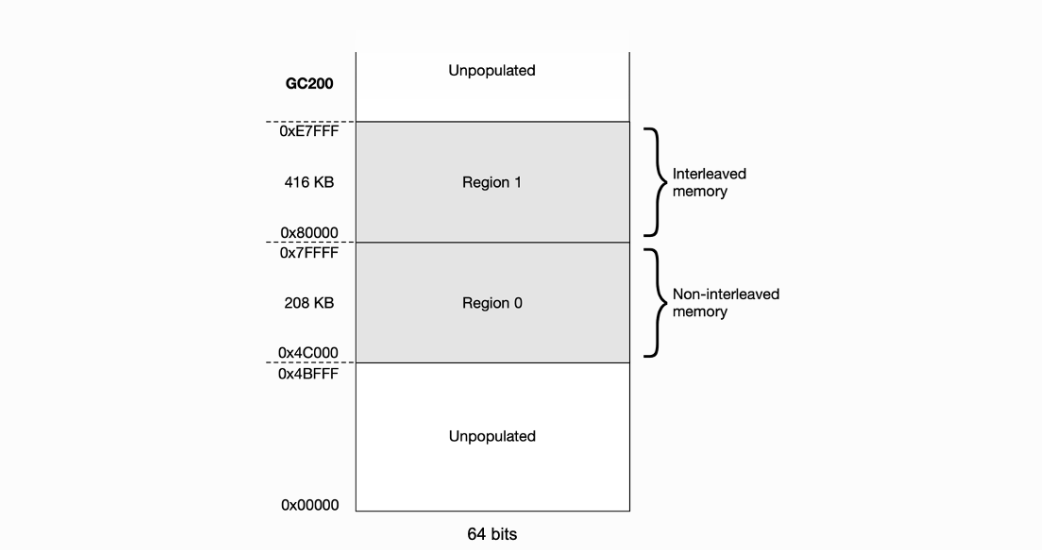 Unpopulated
GC200
0xE7FFF
416 KB
Region 1
Interleaved
memory
0x80000
0x7FFFF
208 KB
Region 0
Non-interleaved
memory
0x4C000
0x4BFFF
Unpopulated
0x00000
64 bits